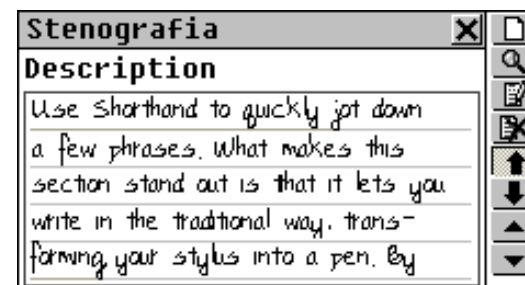 Stenografia
Description
Use Shorthand to quickly jot down
a few phrases. What makes this
section stand out is that it lets you
write in the tradtional way, trans-
forming your stylus into a pen. By